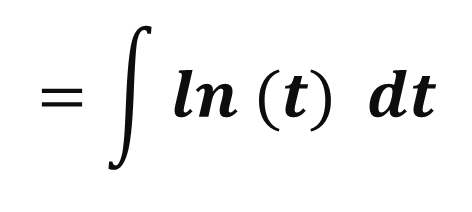 = ∫ ln (t) dt